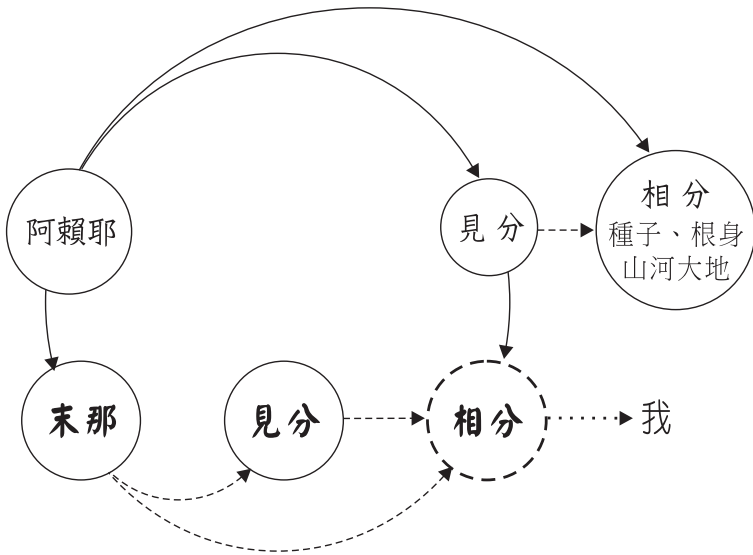 阿賴耶
見分
相分
種子、根身
山河大地
末那
見分
相分
我